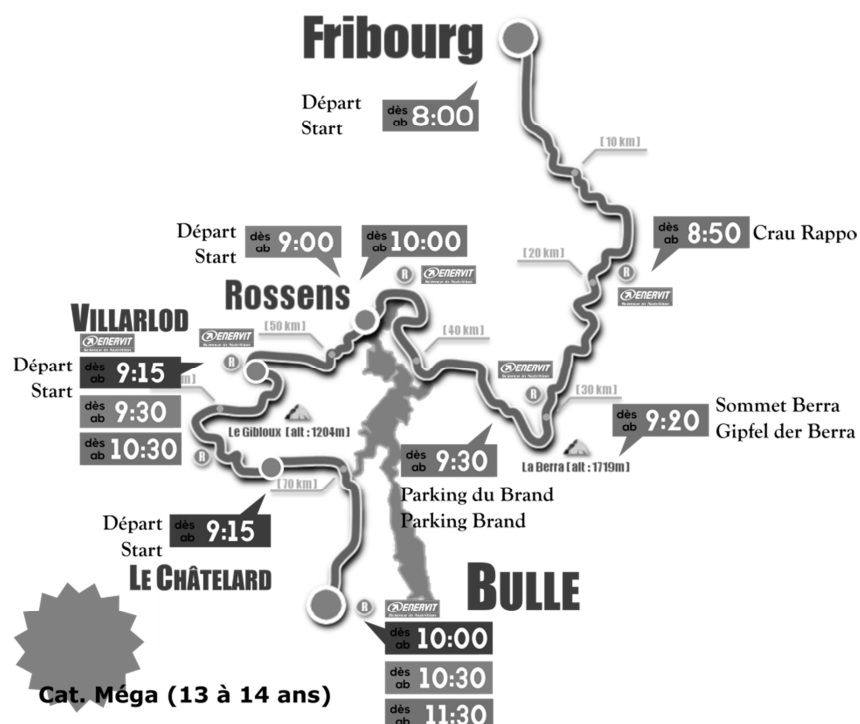 Fribourg
Départ
Start
dès
ab
8:00
[10 km]
Départ
Start
dès
ab
9:00
dès
ab
10:00
dès
ab
8:50
Crau Rappo
[20 km]
R
ENERVIT
R
ENERVIT
Rossens
VILLARLOD
ENERVIT
ENERVIT
R
[50 km]
[40 km]
ENERVIT
R
[30 km]
Départ
Start
dès
ab
9:15
m]
dès
ab
9:30
dès
ab
10:30
Le Gibloux [alt : 1204m]
R
dès
ab
9:20
Sommet Berra
Gipfel der Berra
La Berra [alt : 1719m]
dès
ab
9:30
Parking du Brand
Parking Brand
[70 km]
Départ
Start
dès
ab
9:15
LE CHÂTELARD
BULLE
R
ENERVIT
dès
ab
10:00
dès
ab
10:30
dès
ab
11:30
Cat. Méga (13 à 14 ans)